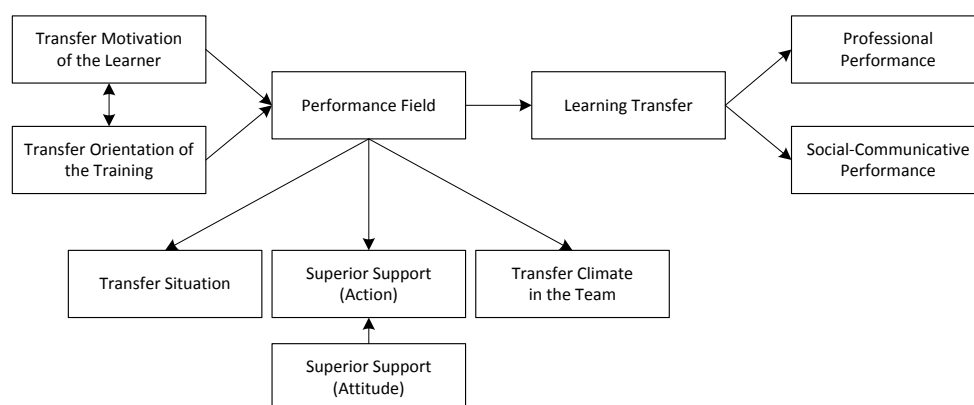 Transfer Motivation
of the Learner
Professional
Performance
Performance Field
Learning Transfer
Transfer Orientation of
the Training
Social-Communicative
Performance
Transfer Situation
Superior Support
(Action)
Transfer Climate
in the Team
Superior Support
(Attitude)